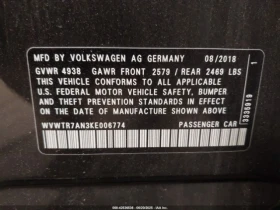 MFD. BY VOLKSWAGEN AG GERMANY 08/2018
GVWR 4938 GAWR FRONT 2579 / REAR 2469 LBS
THIS VEHICLE CONFORMS TO ALL APPLICABLE
U.S. FEDERAL MOTOR VEHICLE SAFETY, BUMPER
AND THEFT PREVENTION STANDARDS IN EFFECT
ON THE DATE OF MANUFACTURE SHOWN ABOVE.
WVWTR7AN3KE006774 PASSENGER CAR
1